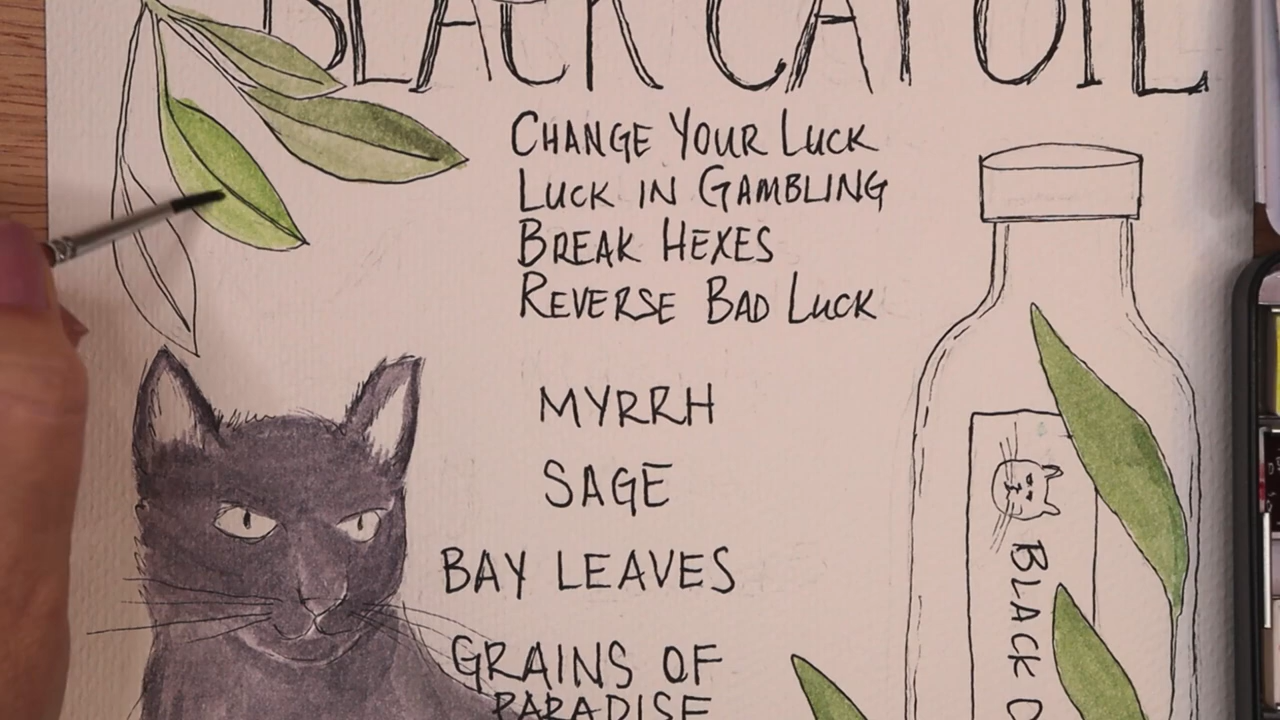 BLACK CAT OIL
CHANGE YOUR LUCK
LUCK IN GAMBLING
BREAK HEXES
REVERSE BAD LUCK
MYRRH
SAGE
BAY LEAVES
GRAINS OF
PARADISE
BLACK